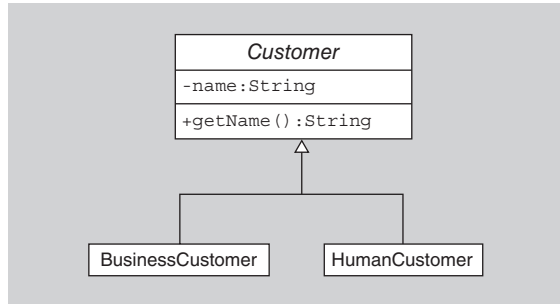 Customer
-name:String
+getName():String
BusinessCustomer
HumanCustomer